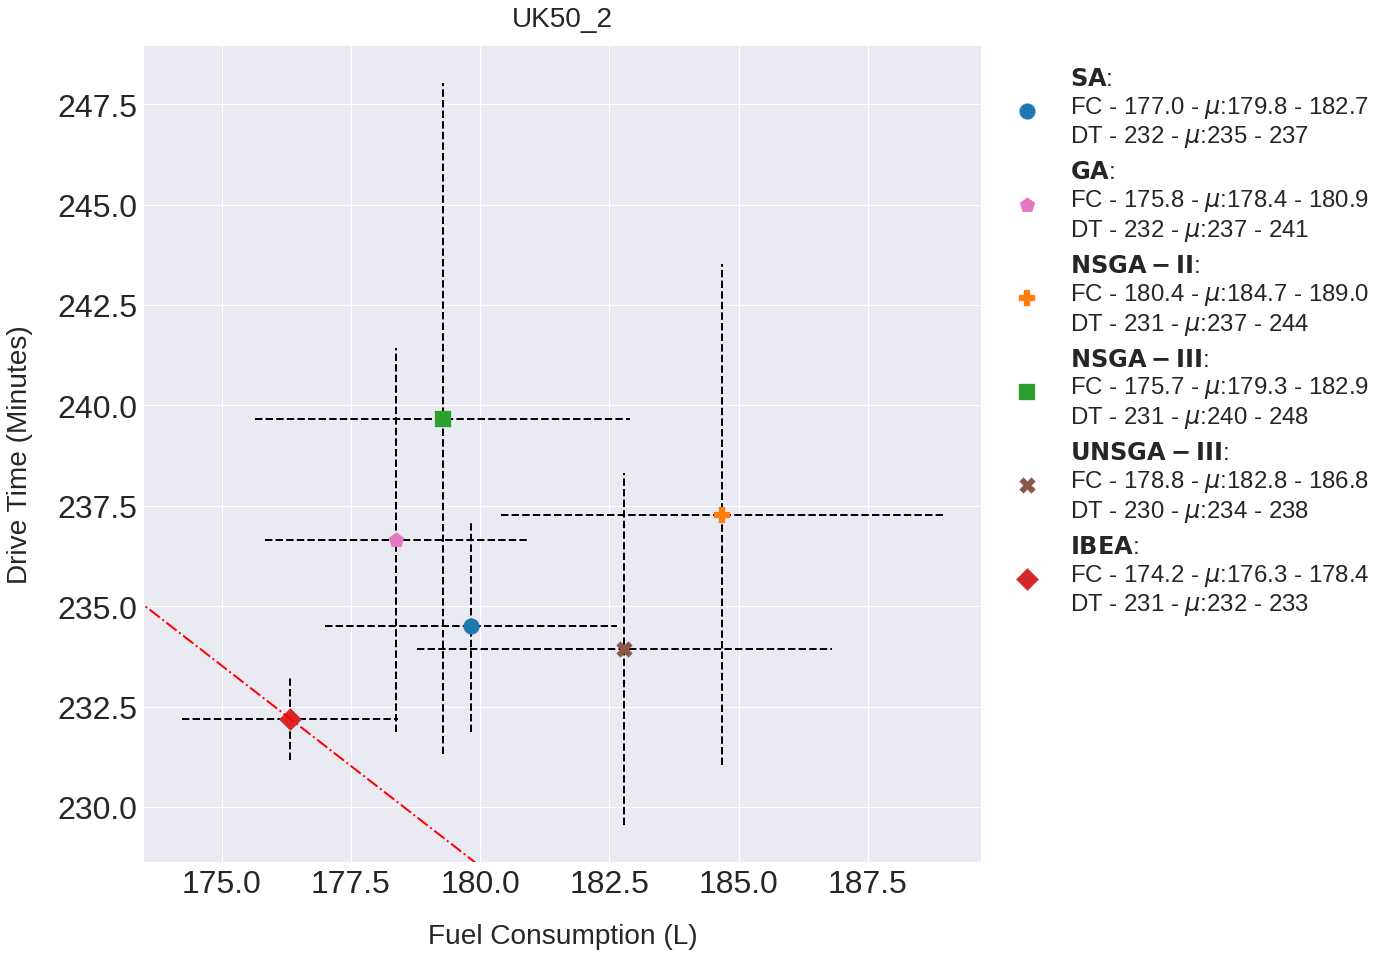 UK50_2
247.5
245.0
242.5
240.0
237.5
235.0
232.5
230.0
Drive Time (Minutes)
175.0 177.5 180.0 182.5 185.0 187.5
Fuel Consumption (L)
SA:
FC - 177.0 - μ:179.8 - 182.7
DT - 232 - μ:235 - 237
GA:
FC - 175.8 - μ:178.4 - 180.9
DT - 232 - μ:237 - 241
NSGA − II:
FC - 180.4 - μ:184.7 - 189.0
DT - 231 - μ:237 - 244
NSGA − III:
FC - 175.7 - μ:179.3 - 182.9
DT - 231 - μ:240 - 248
UNSGA − III:
FC - 178.8 - μ:182.8 - 186.8
DT - 230 - μ:234 - 238
IBEA:
FC - 174.2 - μ:176.3 - 178.4
DT - 231 - μ:232 - 233